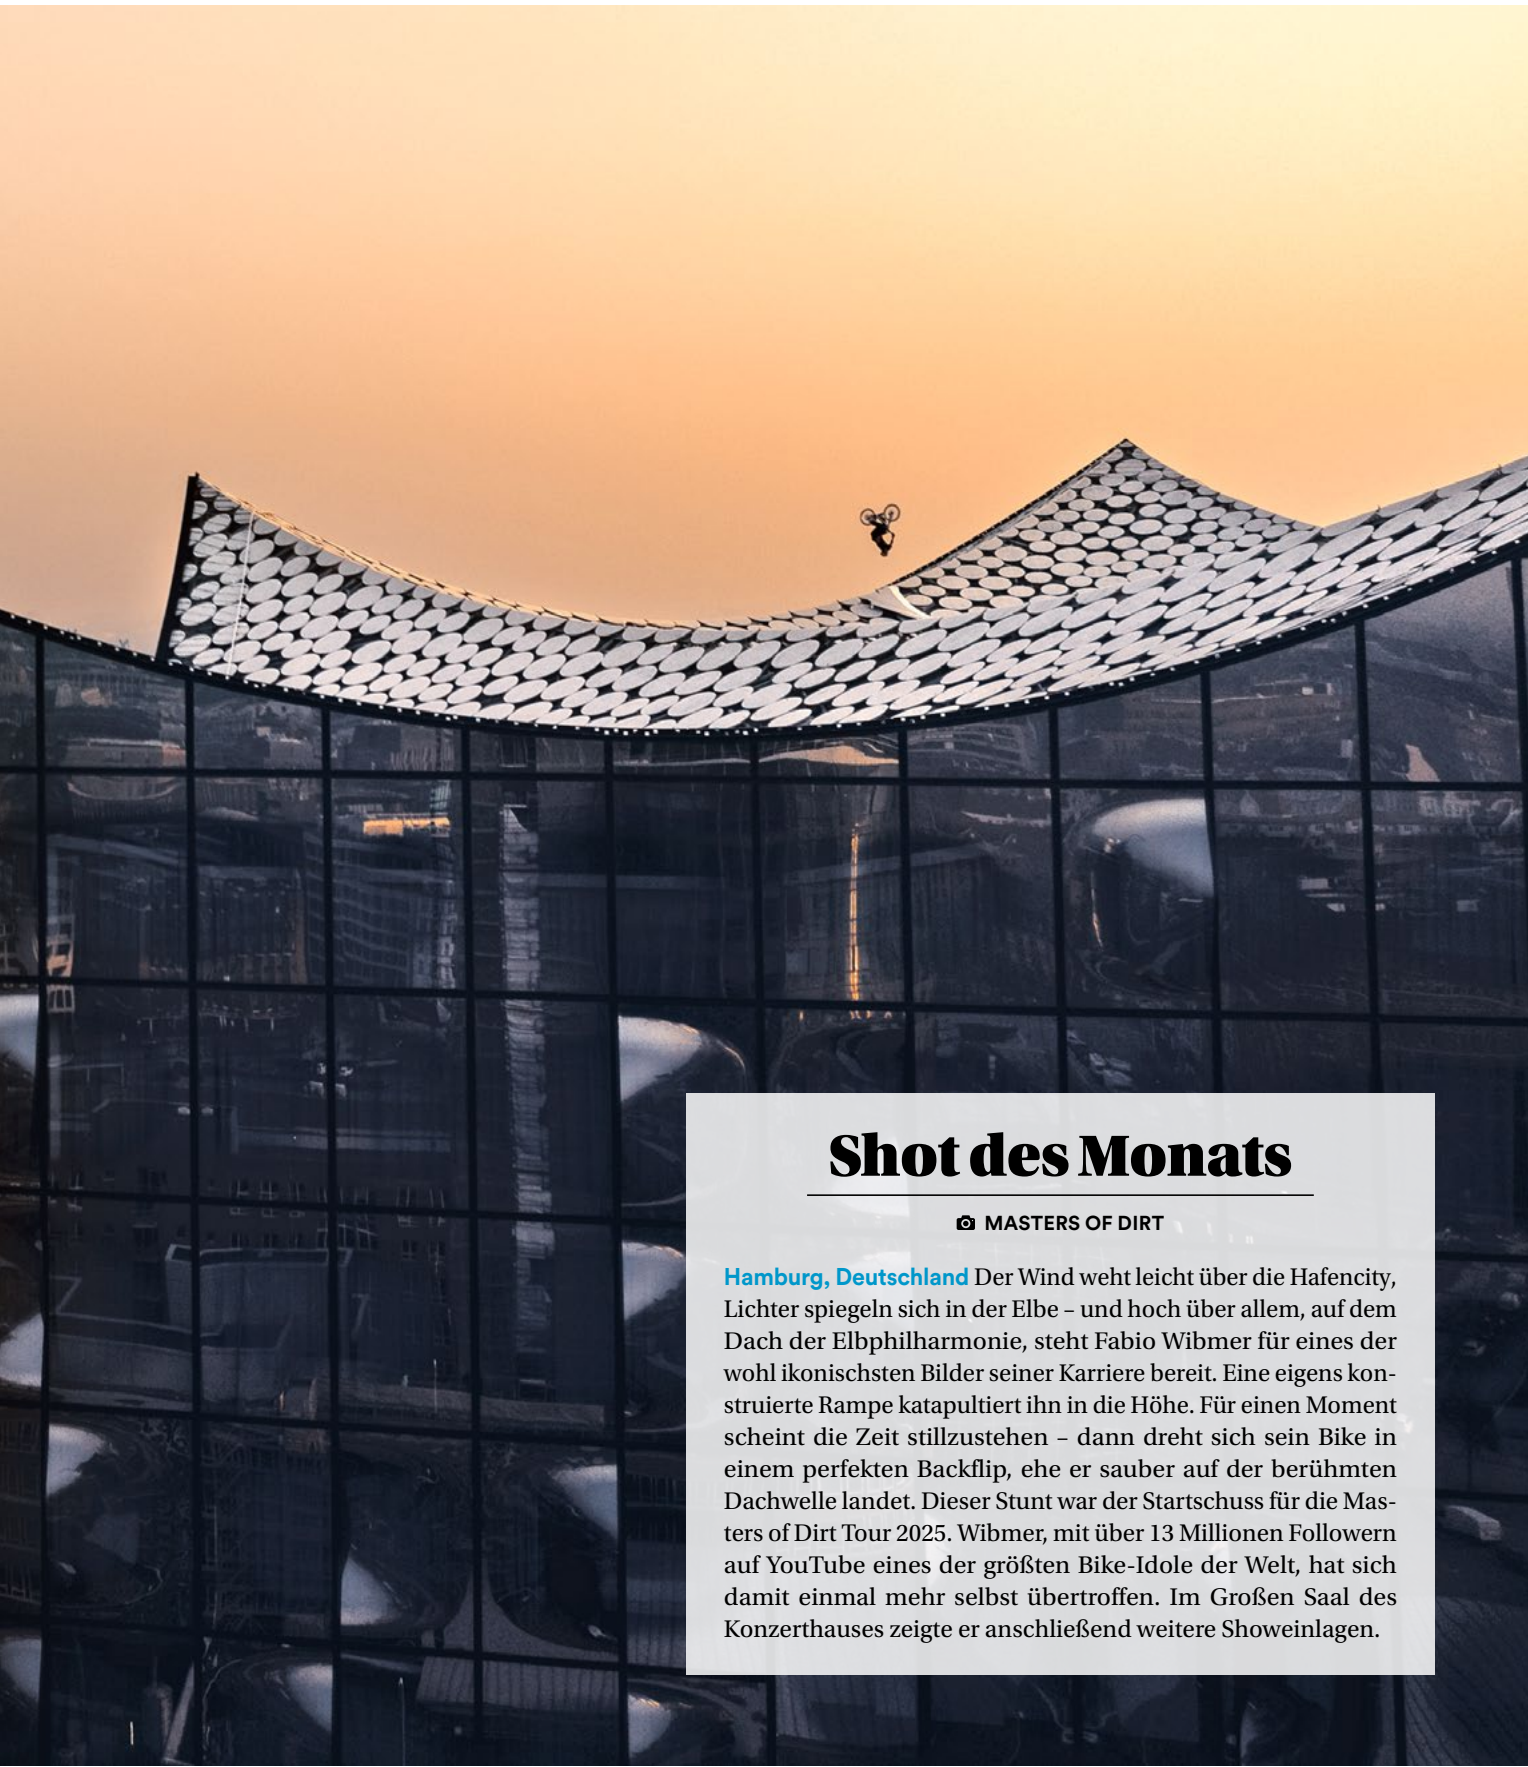 Shot des Monats
MASTERS OF DIRT
Hamburg, Deutschland Der Wind weht leicht über die Hafencity,
Lichter spiegeln sich in der Elbe – und hoch über allem, auf dem
Dach der Elbphilharmonie, steht Fabio Wibmer für eines der
wohl ikonischsten Bilder seiner Karriere bereit. Eine eigens kon-
struierte Rampe katapultiert ihn in die Höhe. Für einen Moment
scheint die Zeit stillzustehen – dann dreht sich sein Bike in
einem perfekten Backflip, ehe er sauber auf der berühmten
Dachwelle landet. Dieser Stunt war der Startschuss für die Mas-
ters of Dirt Tour 2025. Wibmer, mit über 13 Millionen Followern
auf YouTube eines der größten Bike-Idole der Welt, hat sich
damit einmal mehr selbst übertroffen. Im Großen Saal des
Konzerthauses zeigte er anschließend weitere Showeinlagen.